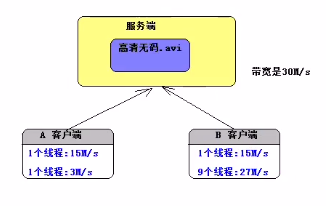 服务端
高清无码.avi
带宽是30M/s
A 客户端
1个线程:15M/s
1个线程:3M/s
B 客户端
1个线程:15M/s
9个线程:27M/s